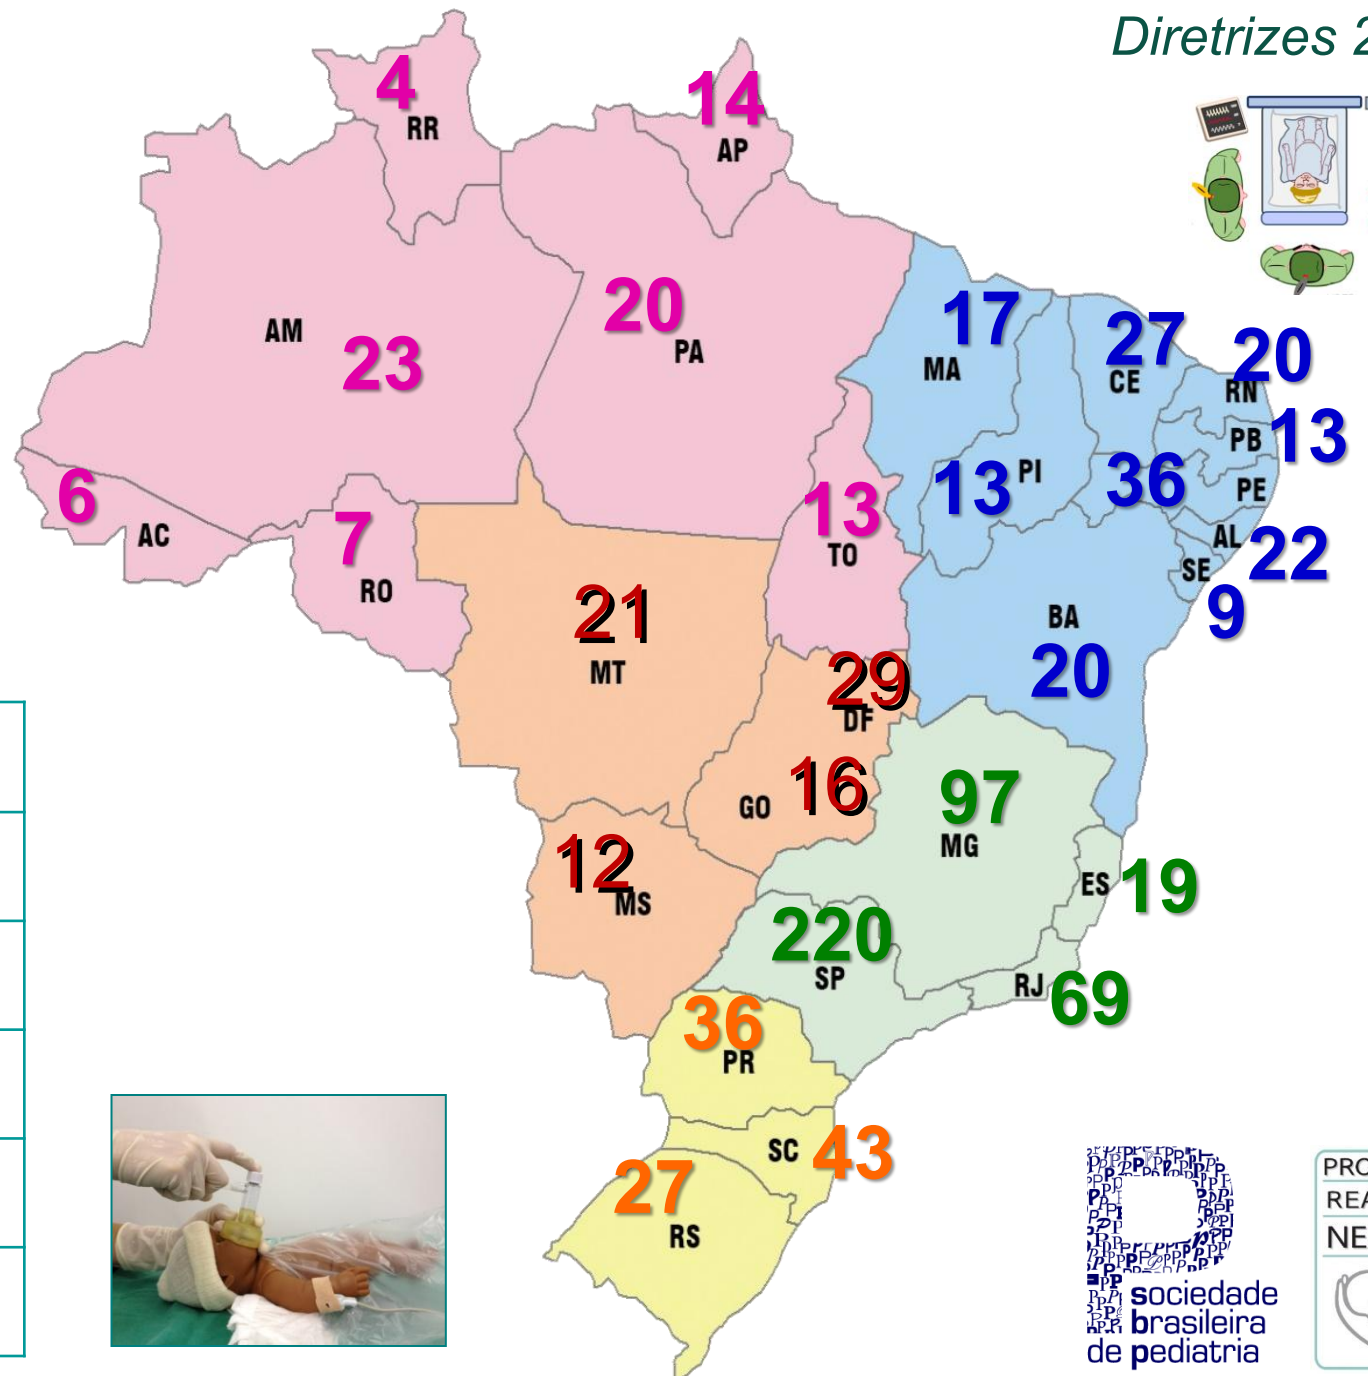 Diretrizes 2
4
RR
14
AP
AM
23
20
PA
17
MA
27
CE
20
RN
PB
13
13
PI
36
PE
6
AC
7
RO
13
TO
AL
22
SE
9
BA
20
21
MT
29
DF
GO
16
12
MS
97
MG
ES
19
220
SP
RJ
69
36
PR
SC
43
27
RS
sociedade
brasileira
de pediatria
PRO
REA
NE